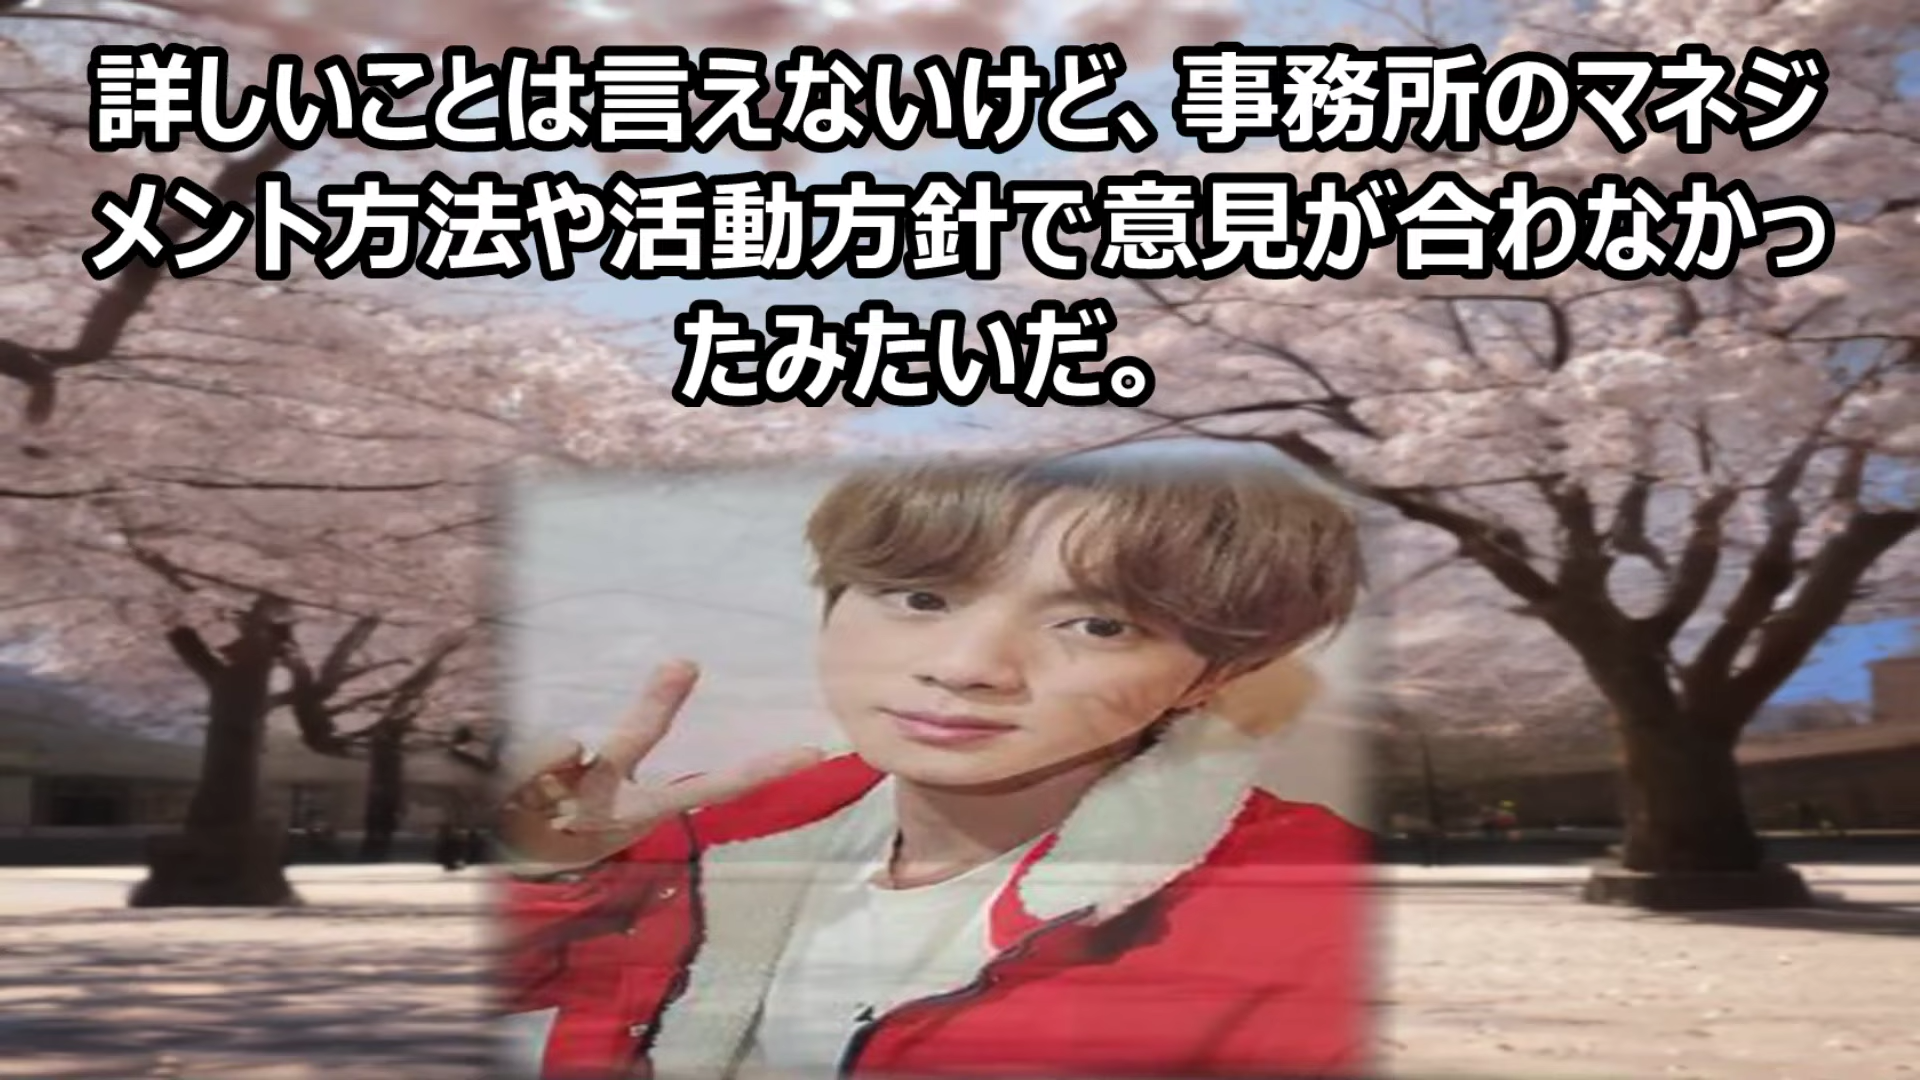 詳しいことは言えないけど、事務所のマネジ
メント方法や活動方針で意見が合わなかっ
たみたいだ。